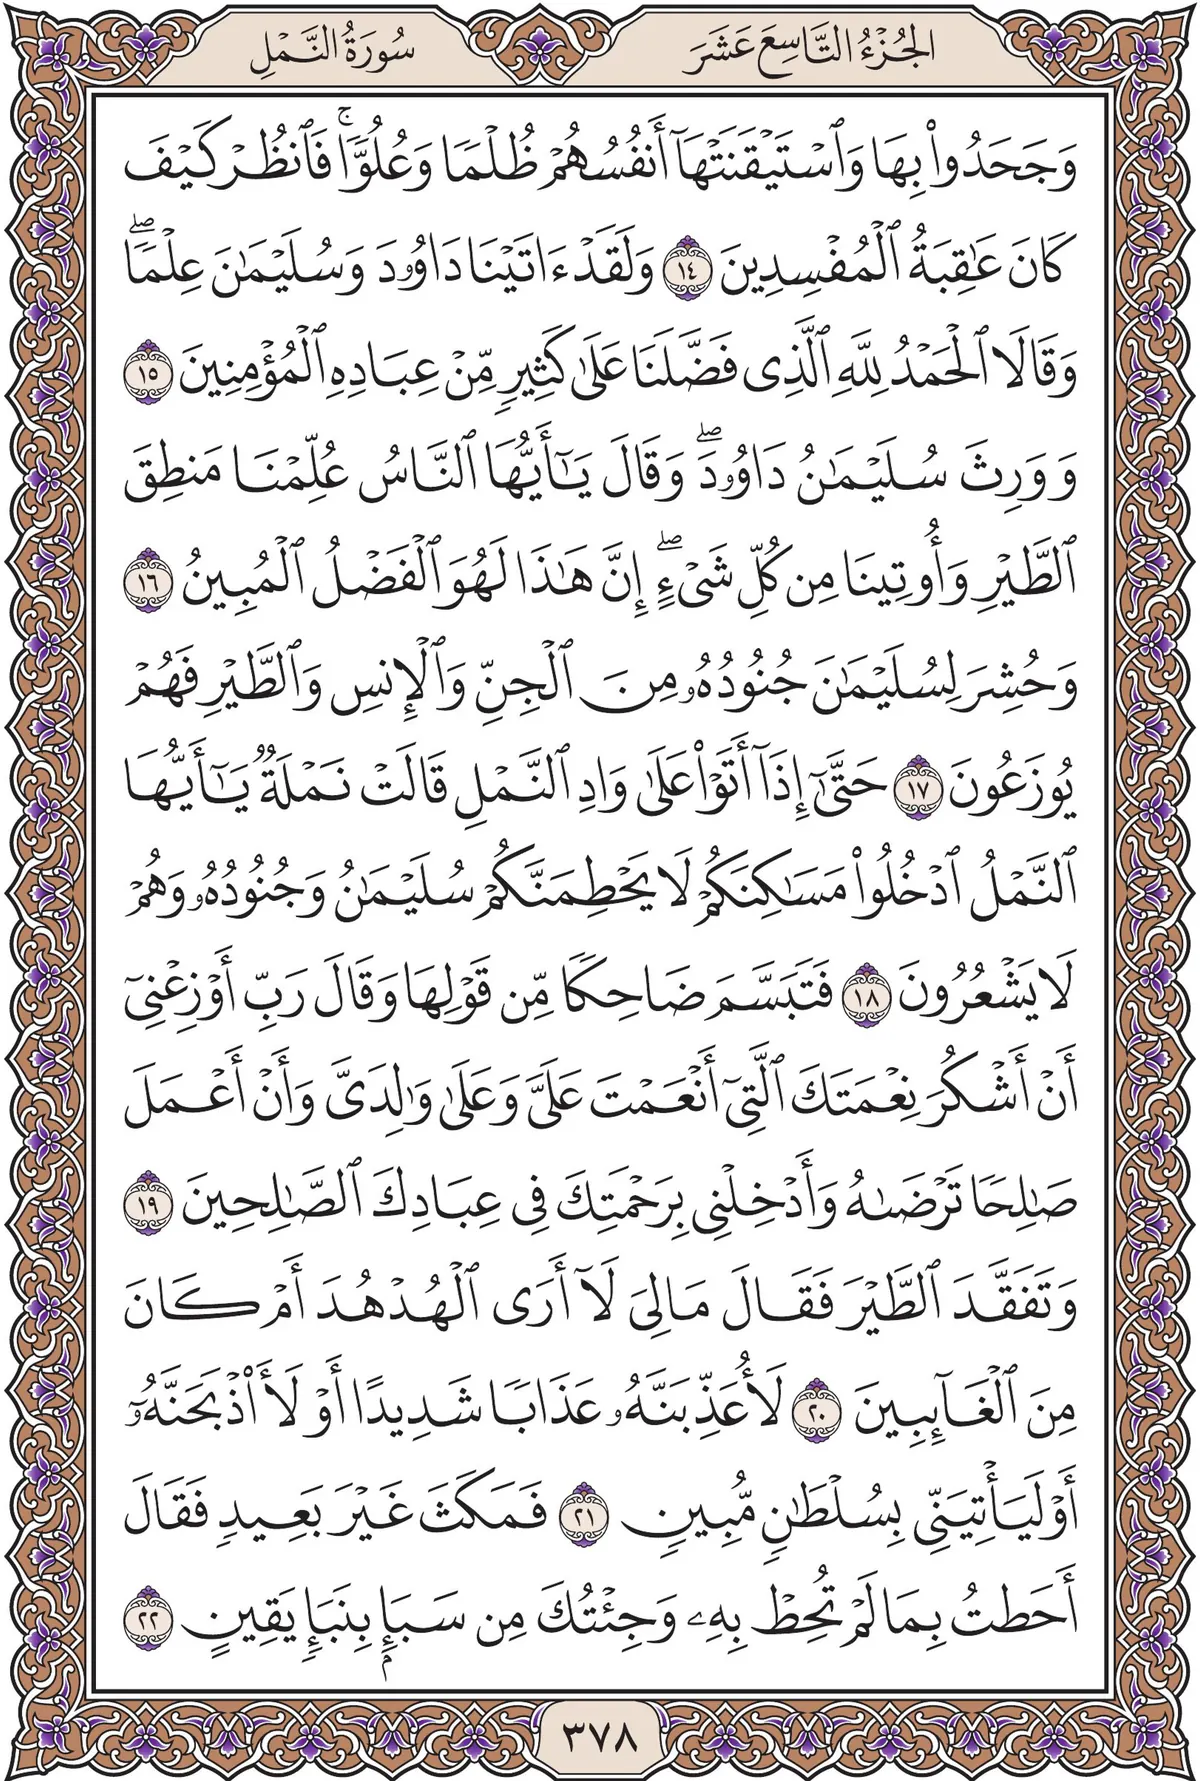 الجُزْءُ التَّاسِعَ عَشَرَ
سُورَةُ النَّمْلِ
وَجَحَدُوا۟ بِهَا وَٱسْتَيْقَنَتْهَآ أَنفُسُهُمْ ظُلْمًا وَعُلُوًّا ۚ فَٱنظُرْ كَيْفَ
كَانَ عَٰقِبَةُ ٱلْمُفْسِدِينَ ١٤ وَلَقَدْ ءَاتَيْنَا دَاوُۥدَ وَسُلَيْمَٰنَ عِلْمًا ۖ
وَقَالَا ٱلْحَمْدُ لِلَّهِ ٱلَّذِى فَضَّلَنَا عَلَىٰ كَثِيرٍ مِّنْ عِبَادِهِ ٱلْمُؤْمِنِينَ ١٥
وَوَرِثَ سُلَيْمَٰنُ دَاوُۥدَ ۖ وَقَالَ يَٰٓأَيُّهَا ٱلنَّاسُ عُلِّمْنَا مَنطِقَ
ٱلطَّيْرِ وَأُوتِينَا مِن كُلِّ شَىْءٍ ۖ إِنَّ هَٰذَا لَهُوَ ٱلْفَضْلُ ٱلْمُبِينُ ١٦
وَحُشِرَ لِسُلَيْمَٰنَ جُنُودُهُۥ مِنَ ٱلْجِنِّ وَٱلْإِنسِ وَٱلطَّيْرِ فَهُمْ
يُوزَعُونَ ١٧ حَتَّىٰٓ إِذَآ أَتَوْا۟ عَلَىٰ وَادِ ٱلنَّمْلِ قَالَتْ نَمْلَةٌ يَٰٓأَيُّهَا
ٱلنَّمْلُ ٱدْخُلُوا۟ مَسَٰكِنَكُمْ لَا يَحْطِمَنَّكُمْ سُلَيْمَٰنُ وَجُنُودُهُۥ وَهُمْ
لَا يَشْعُرُونَ ١٨ فَتَبَسَّمَ ضَاحِكًا مِّن قَوْلِهَا وَقَالَ رَبِّ أَوْزِعْنِىٓ
أَنْ أَشْكُرَ نِعْمَتَكَ ٱلَّتِىٓ أَنْعَمْتَ عَلَىَّ وَعَلَىٰ وَٰلِدَىَّ وَأَنْ أَعْمَلَ
صَٰلِحًا تَرْضَىٰهُ وَأَدْخِلْنِى بِرَحْمَتِكَ فِى عِبَادِكَ ٱلصَّٰلِحِينَ ١٩
وَتَفَقَّدَ ٱلطَّيْرَ فَقَالَ مَالِىَ لَآ أَرَى ٱلْهُدْهُدَ أَمْ كَانَ
مِنَ ٱلْغَآئِبِينَ ٢٠ لَأُعَذِّبَنَّهُۥ عَذَابًا شَدِيدًا أَوْ لَأَا۟ذْبَحَنَّهُۥٓ
أَوْ لَيَأْتِيَنِّى بِسُلْطَٰنٍ مُّبِينٍ ٢١ فَمَكَثَ غَيْرَ بَعِيدٍ فَقَالَ
أَحَطتُ بِمَا لَمْ تُحِطْ بِهِۦ وَجِئْتُكَ مِن سَبَإٍۭ بِنَبَإٍ يَقِينٍ ٢٢
٣٧٨